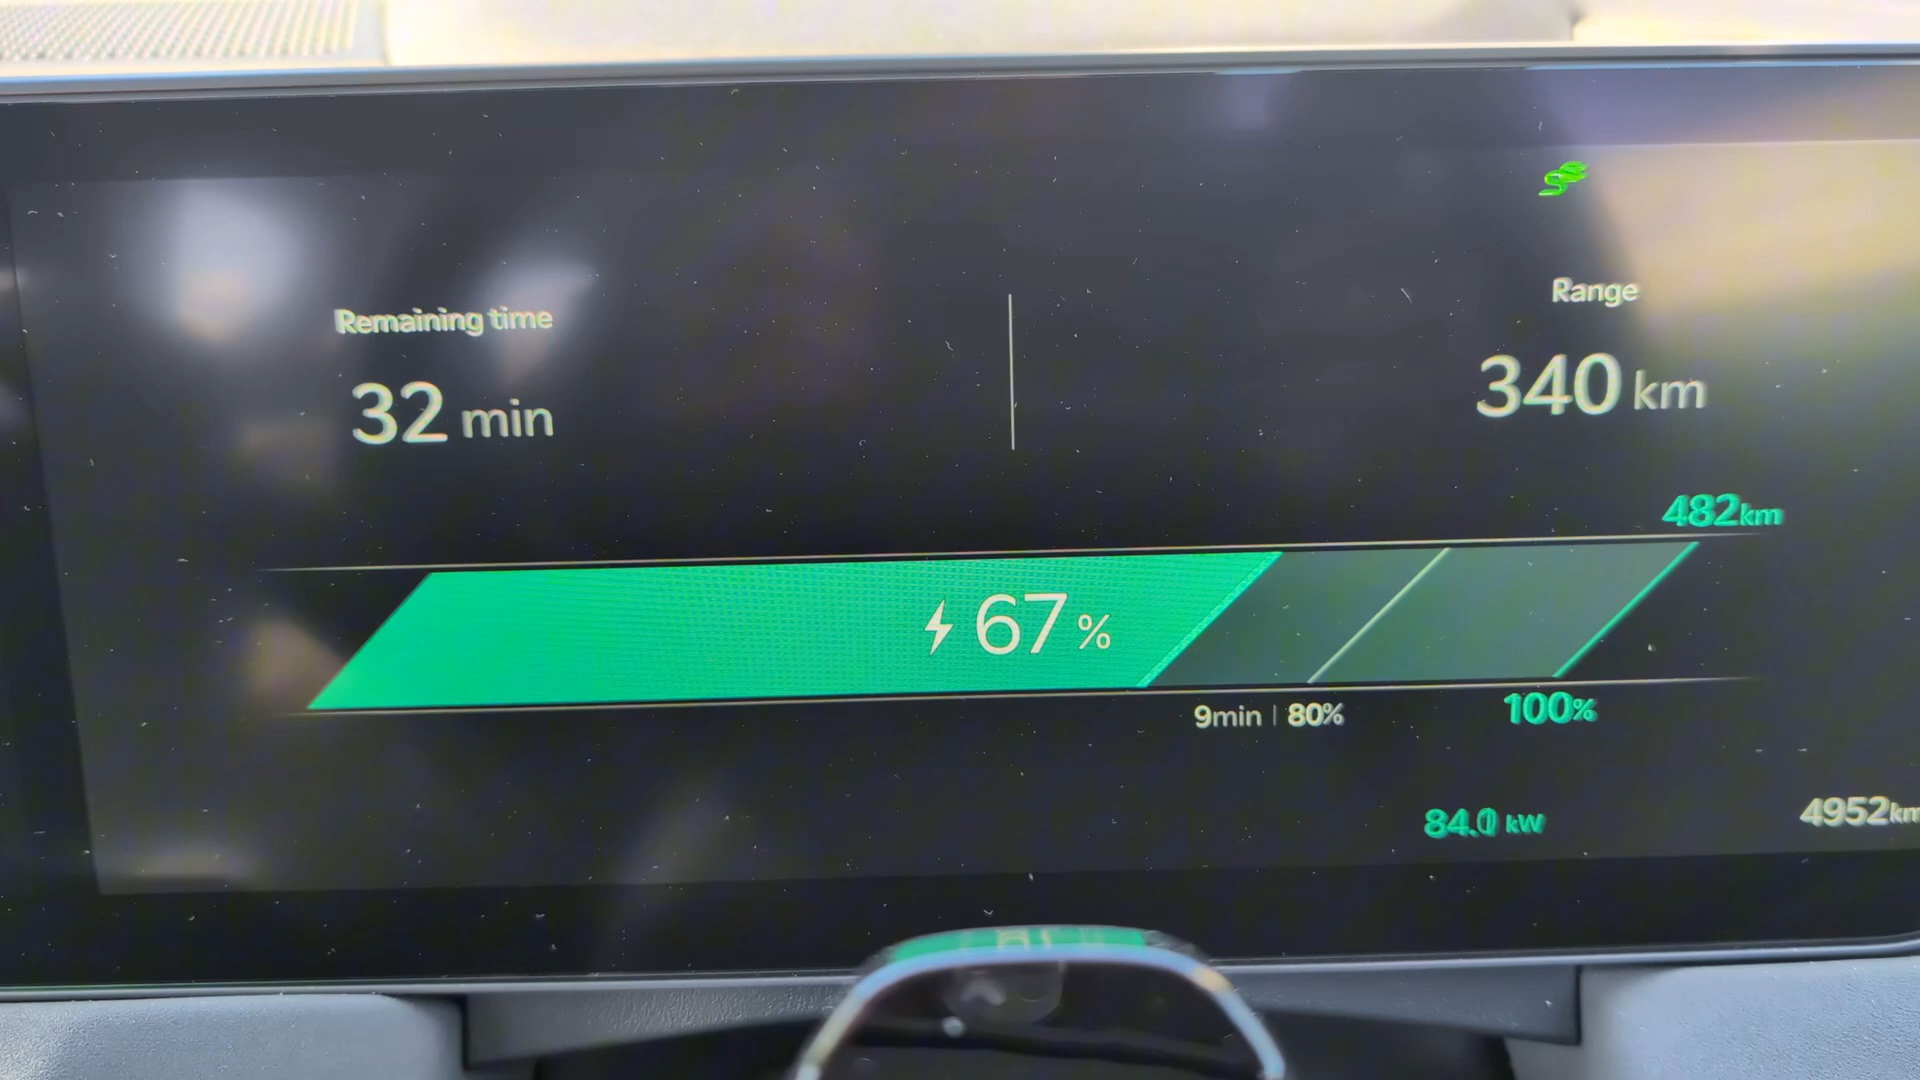 Remaining time
32 min
Range
340 km
482km
67 %
9min | 80%
100%
84.0 kW
4952km